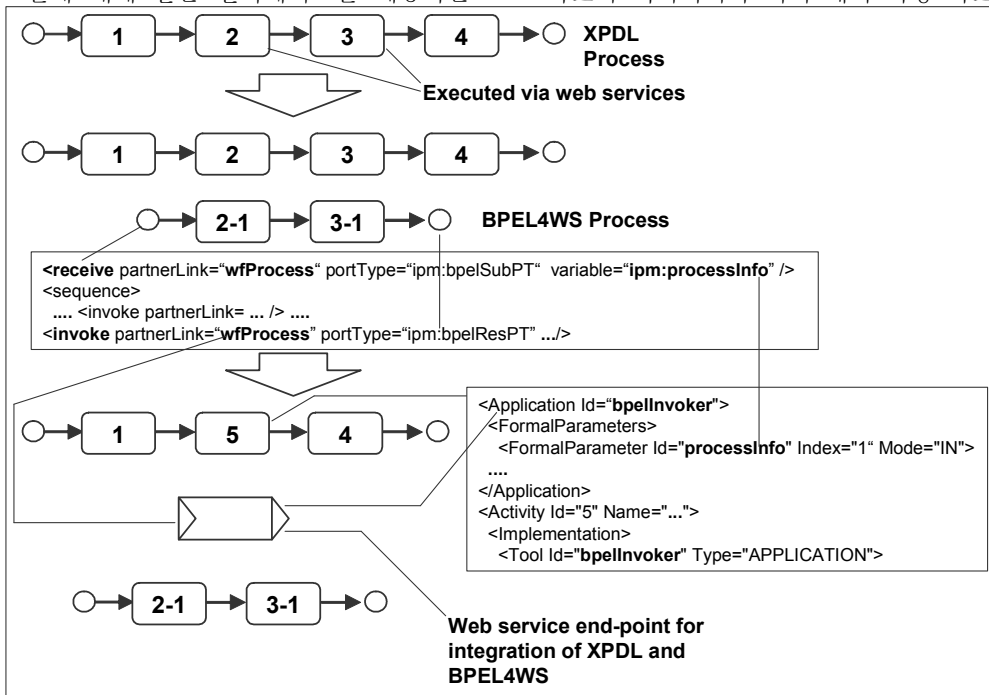 1 2 3 4 XPDL
Process
Executed via web services
1 2 3 4
2-1 3-1 BPEL4WS Process
<receive partnerLink=“wfProcess“ portType=“ipm:bpelSubPT“ variable=“ipm:processInfo” />
<sequence>
.... <invoke partnerLink= ... /> ....
<invoke partnerLink=“wfProcess” portType=“ipm:bpelResPT” .../>
1 5 4
<Application Id=“bpelInvoker">
<FormalParameters>
<FormalParameter Id="processInfo" Index="1“ Mode="IN">
....
</Application>
<Activity Id="5" Name="...">
<Implementation>
<Tool Id="bpelInvoker" Type="APPLICATION">
2-1 3-1
Web service end-point for
integration of XPDL and
BPEL4WS